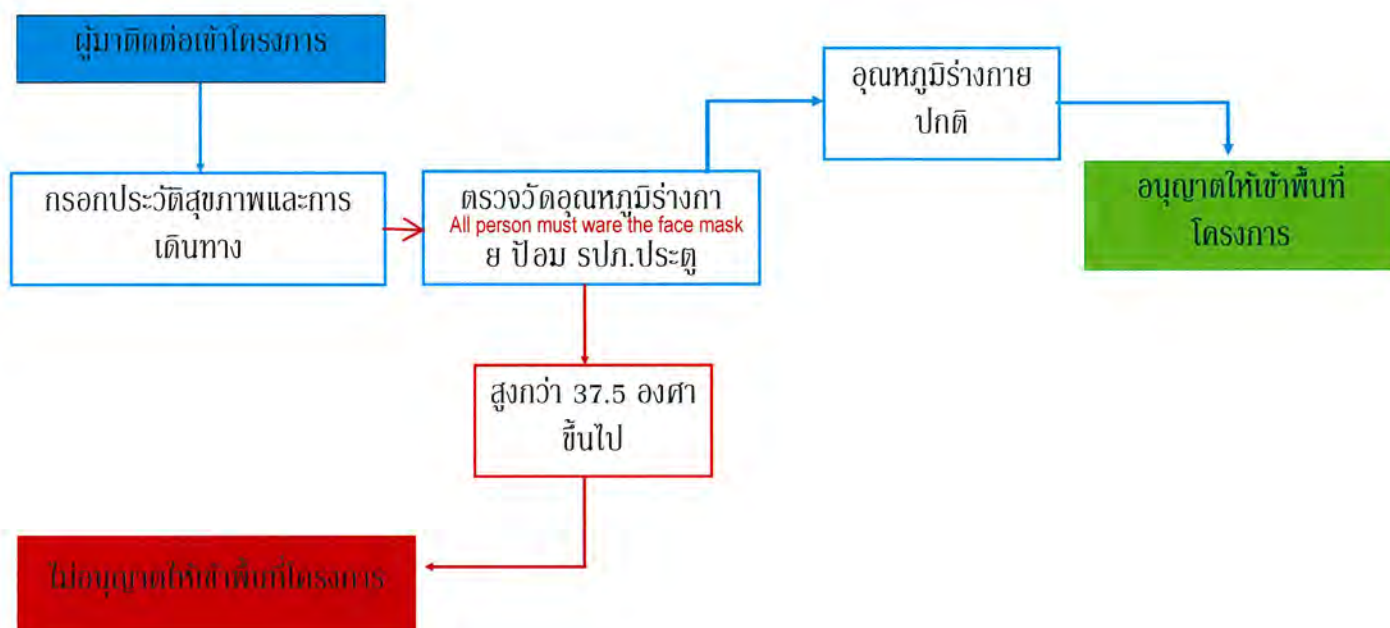 ผู้มาติดต่อเข้าโครงการ
กรอกประวัติสุขภาพและการ
เดินทาง
ตรวจวัดอุณหภูมิร่างกา
All person must ware the face mask
ย ป้อม รปภ.ประตู
อุณหภูมิร่างกาย
ปกติ
อนุญาตให้เข้าพื้นที่
โครงการ
สูงกว่า 37.5 องศา
ขึ้นไป
ไม่อนุญาตให้เข้าพื้นที่โครงการ